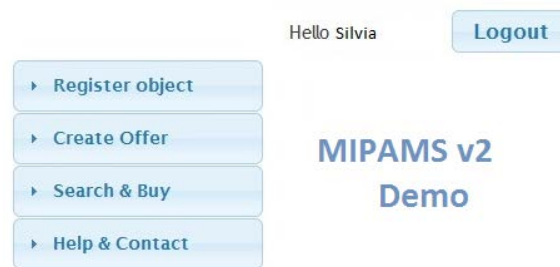 Hello Silvia
Logout
Register object
Create Offer
Search & Buy
Help & Contact
MIPAMS v2
Demo